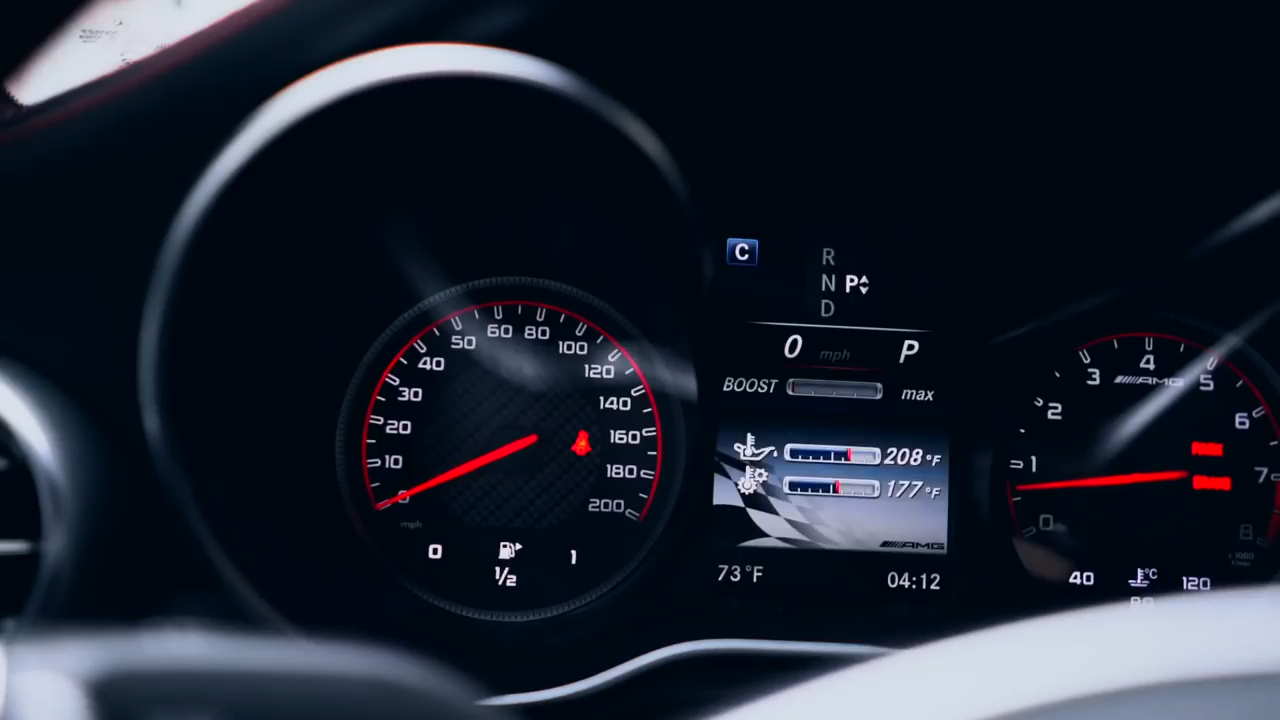 60 80
50 100
40 120
30 140
20 160
10 180
0 200
mph
0 1
1/2
C
R
N P
D
0 mph P
BOOST max
208 °F
177 °F
AMG
73 °F 04:12
4
3 5
AMG
2 6
1 7
PARK
BRAKE
0 8
40 °C 120